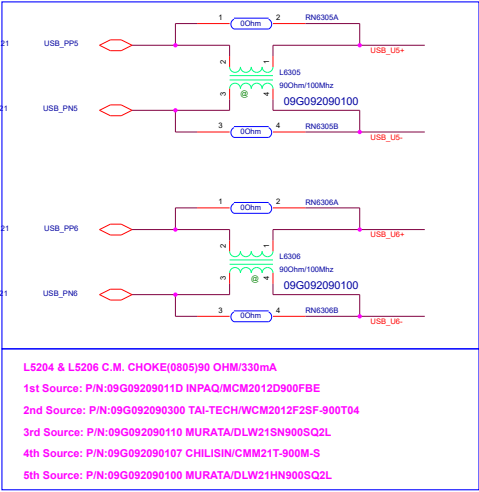 1 0Ohm 2 RN6305A
21 USB_PP5 USB_U5+
2 1 L6305
90Ohm/100Mhz
3 @ 4 09G092090100
21 USB_PN5
3 0Ohm 4 RN6305B
USB_U5-
1 0Ohm 2 RN6306A
21 USB_PP6 USB_U6+
2 1 L6306
90Ohm/100Mhz
3 @ 4 09G092090100
21 USB_PN6
3 0Ohm 4 RN6306B
USB_U6-
L5204 & L5206 C.M. CHOKE(0805)90 OHM/330mA
1st Source: P/N:09G09209011D INPAQ/MCM2012D900FBE
2nd Source: P/N:09G092090300 TAI-TECH/WCM2012F2SF-900T04
3rd Source: P/N:09G092090110 MURATA/DLW21SN900SQ2L
4th Source: P/N:09G092090107 CHILISIN/CMM21T-900M-S
5th Source: P/N:09G092090100 MURATA/DLW21HN900SQ2L